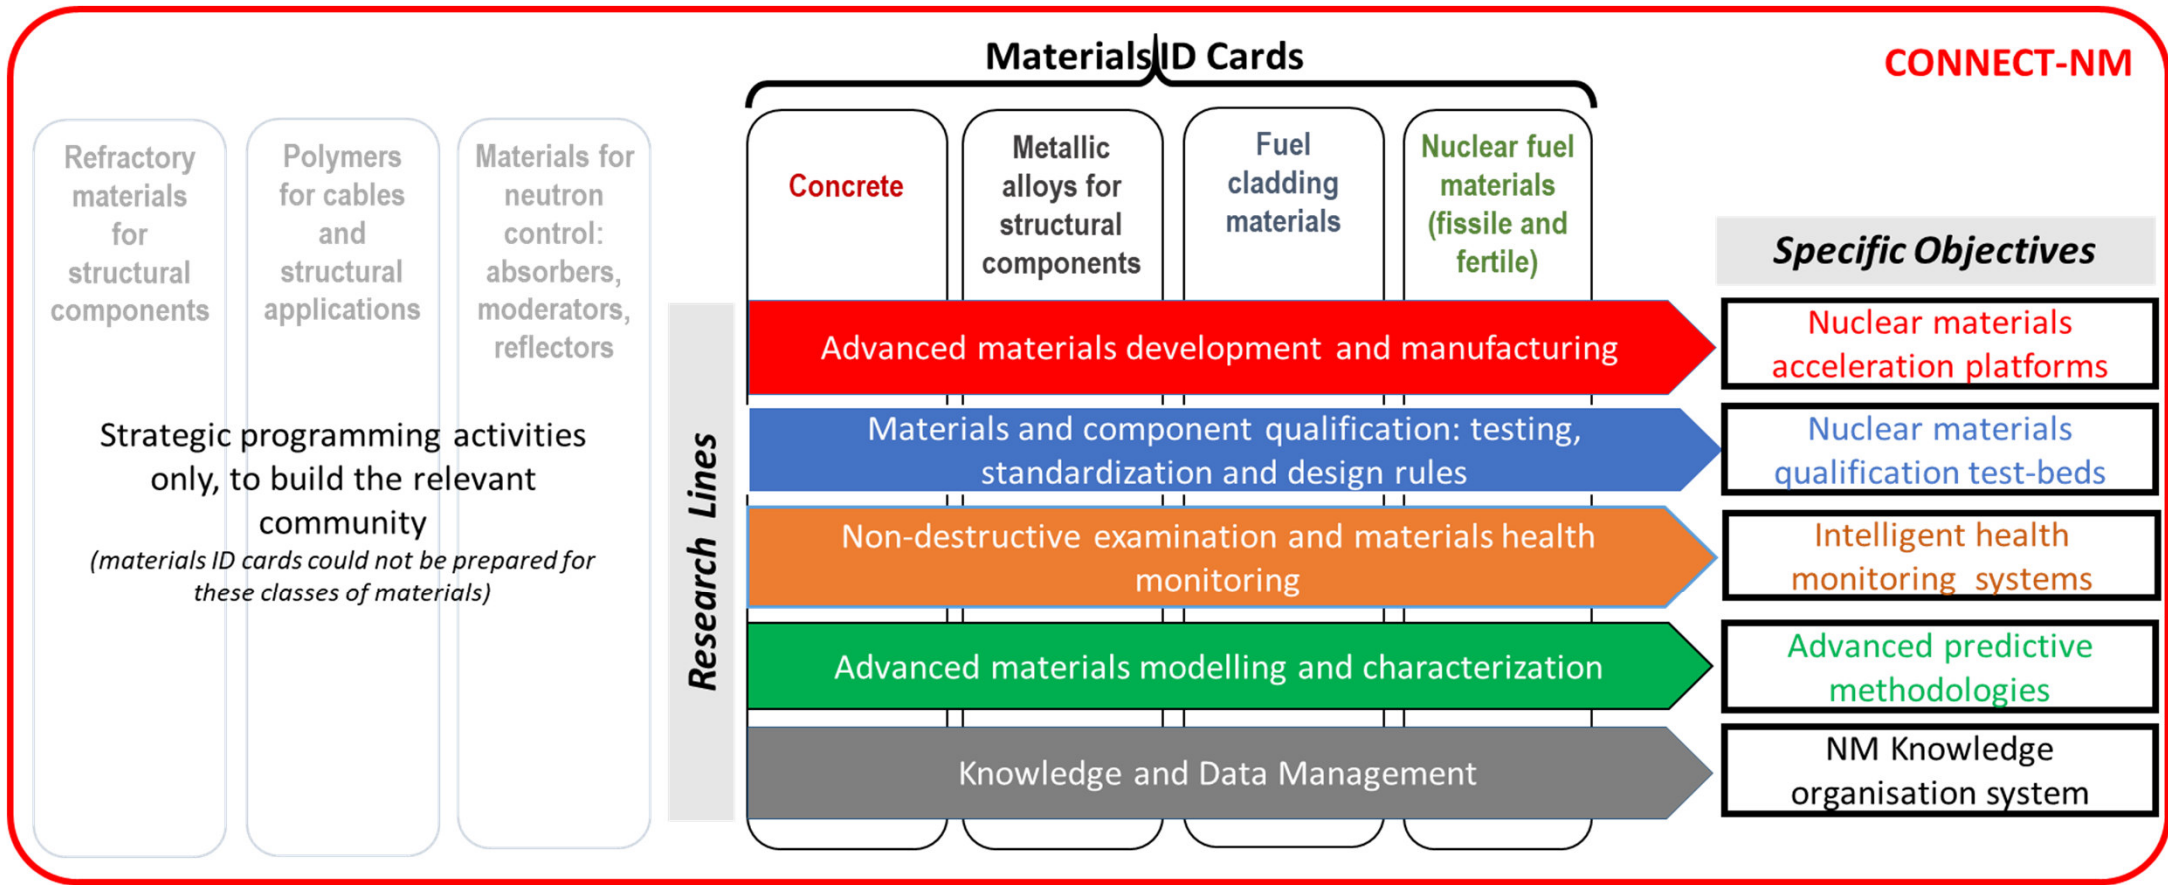 Materials ID Cards
CONNECT-NM
Refractory
materials
for
structural
components
Polymers
for cables
and
structural
applications
Materials for
neutron
control:
absorbers,
moderators,
reflectors
Strategic programming activities
only, to build the relevant
community
(materials ID cards could not be prepared for
these classes of materials)
Concrete
Metallic
alloys for
structural
components
Fuel
cladding
materials
Nuclear fuel
materials
(fissile and
fertile)
Research Lines
Specific Objectives
Advanced materials development and manufacturing
Nuclear materials
acceleration platforms
Materials and component qualification: testing,
standardization and design rules
Nuclear materials
qualification test-beds
Non-destructive examination and materials health
monitoring
Intelligent health
monitoring systems
Advanced materials modelling and characterization
Advanced predictive
methodologies
Knowledge and Data Management
NM Knowledge
organisation system